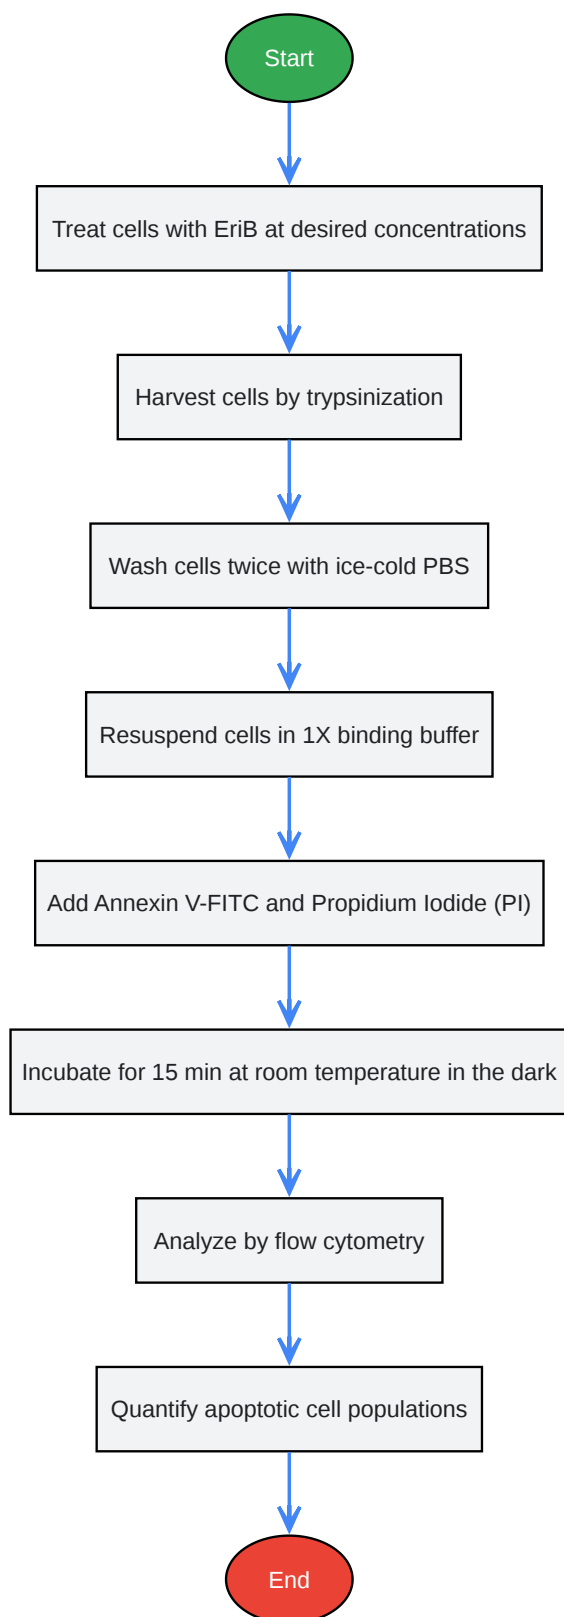 Start
Treat cells with EriB at desired concentrations
Harvest cells by trypsinization
Wash cells twice with ice-cold PBS
Resuspend cells in 1X binding buffer
Add Annexin V-FITC and Propidium Iodide (PI)
Incubate for 15 min at room temperature in the dark
Analyze by flow cytometry
Quantify apoptotic cell populations
End